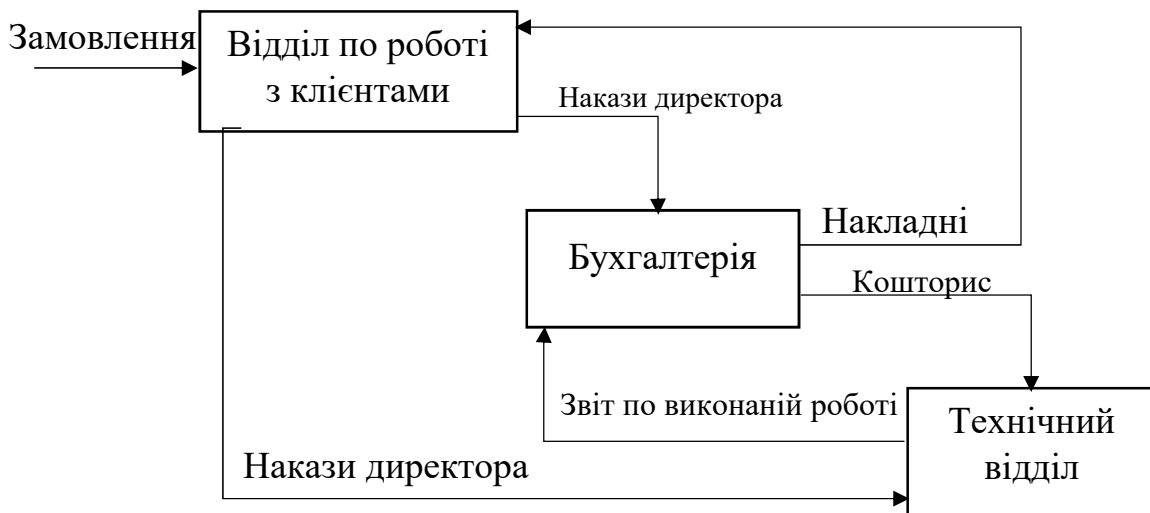 Замовлення
Відділ по роботі
з клієнтами
Накази директора
Бухгалтерія
Накладні
Кошторис
Звіт по виконаній роботі
Технічний
відділ
Накази директора